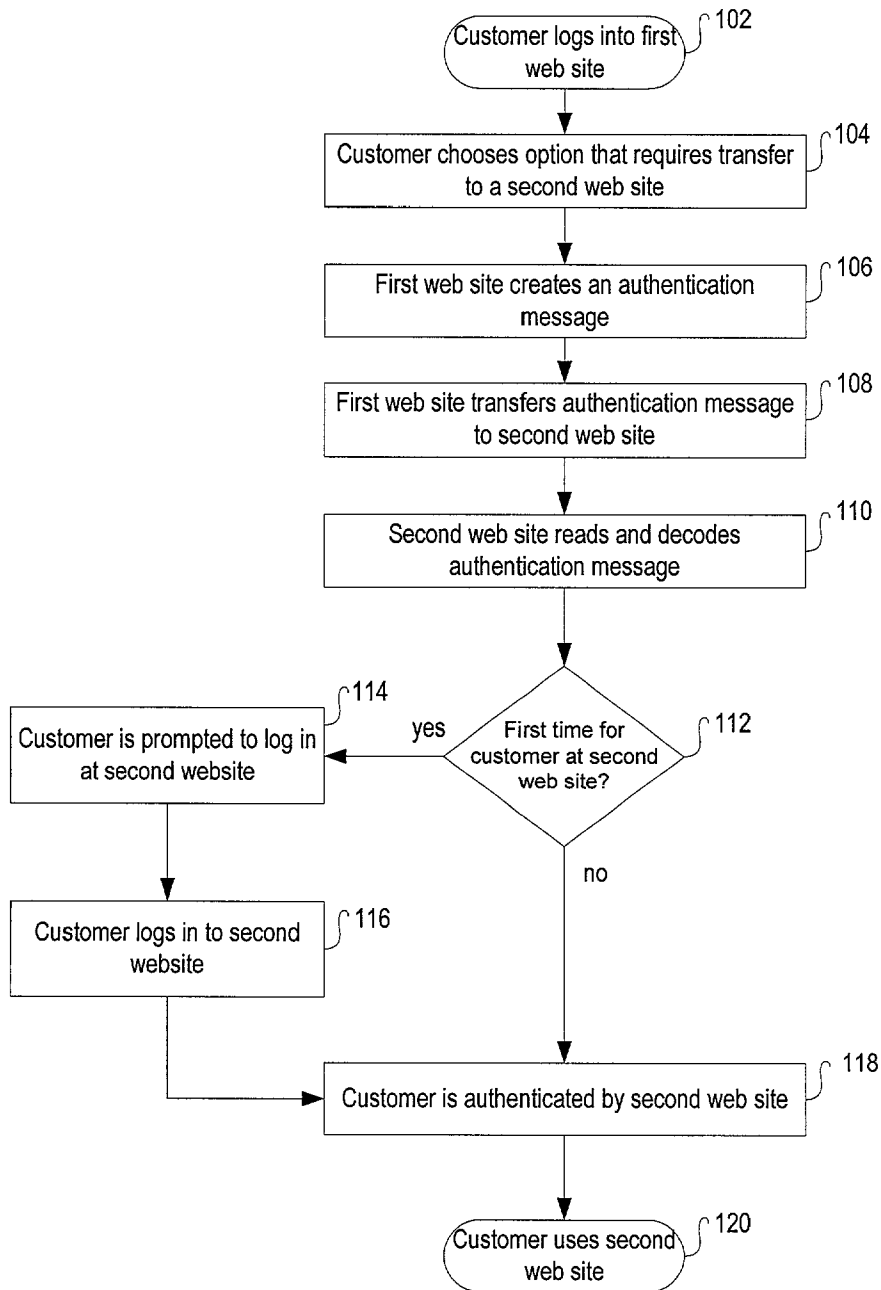 Customer logs into first
web site
102
104
Customer chooses option that requires transfer
to a second web site
106
First web site creates an authentication
message
108
First web site transfers authentication message
to second web site
110
Second web site reads and decodes
authentication message
114
Customer is prompted to log in
at second website
yes
First time for
customer at second
web site?
112
no
116
Customer logs in to second
website
118
Customer is authenticated by second web site
120
Customer uses second
web site